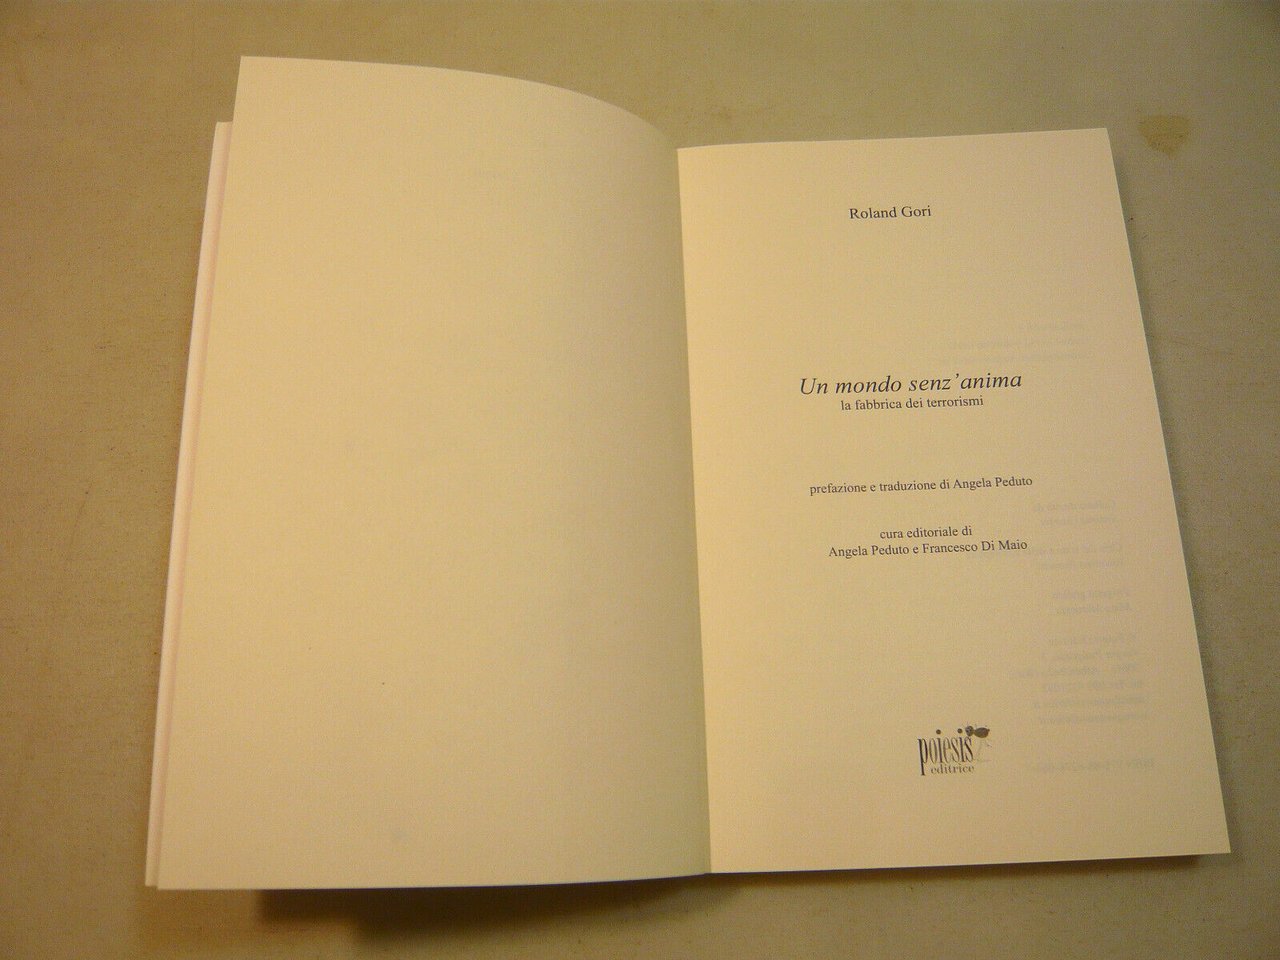 Roland Gori
Un mondo senz'anima
la fabbrica dei terrorismi
prefazione e traduzione di Angela Peduto
cura editoriale di
Angela Peduto e Francesco Di Maio
poiesis
editrice